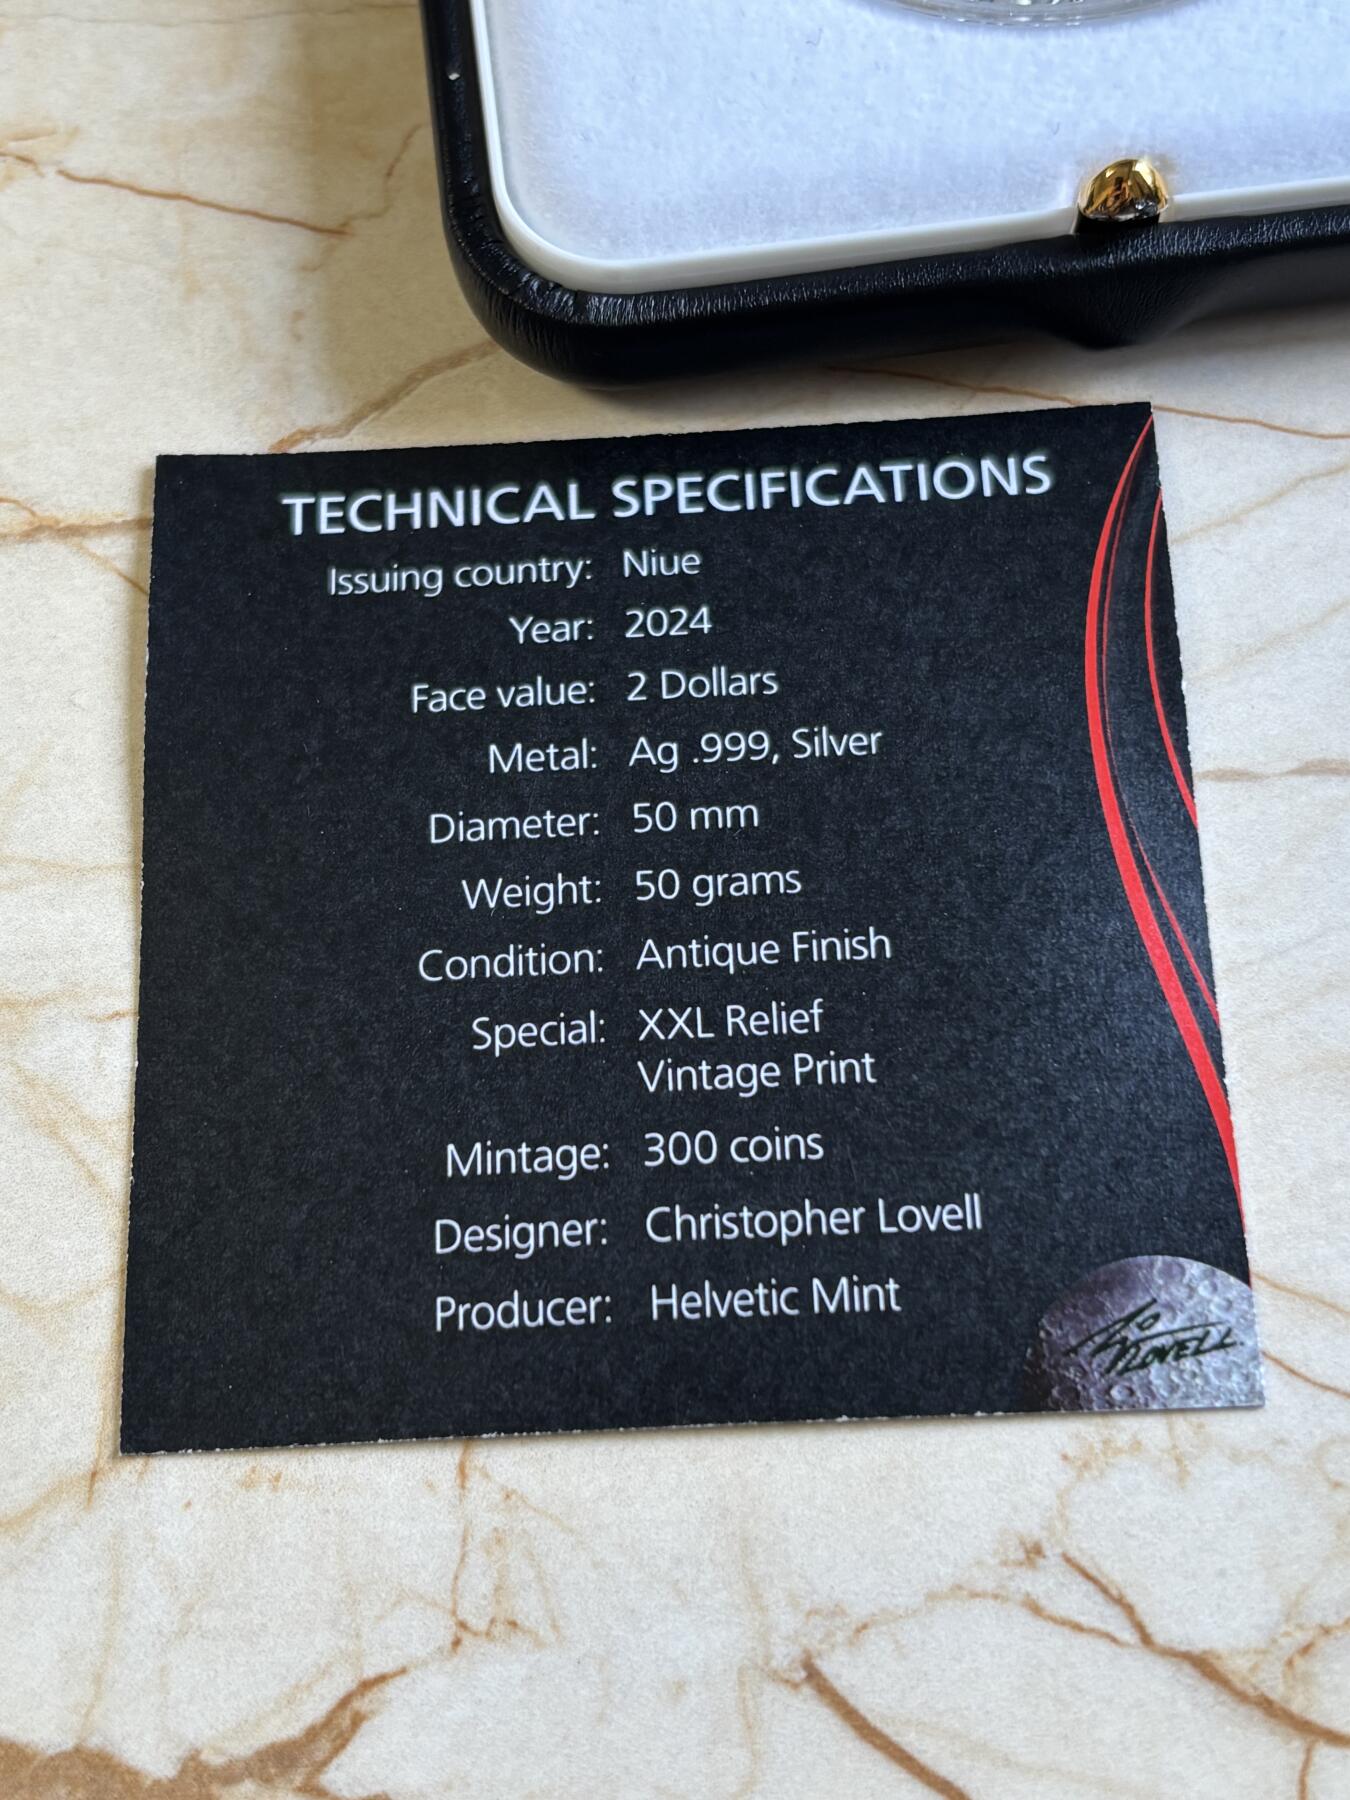 TECHNICAL SPECIFICATIONS
Issuing country: Niue
Year: 2024
Face value: 2 Dollars
Metal: Ag .999, Silver
Diameter: 50 mm
Weight: 50 grams
Condition: Antique Finish
Special: XXL Relief
Vintage Print
Mintage: 300 coins
Designer: Christopher Lovell
Producer: Helvetic Mint
LOVELL